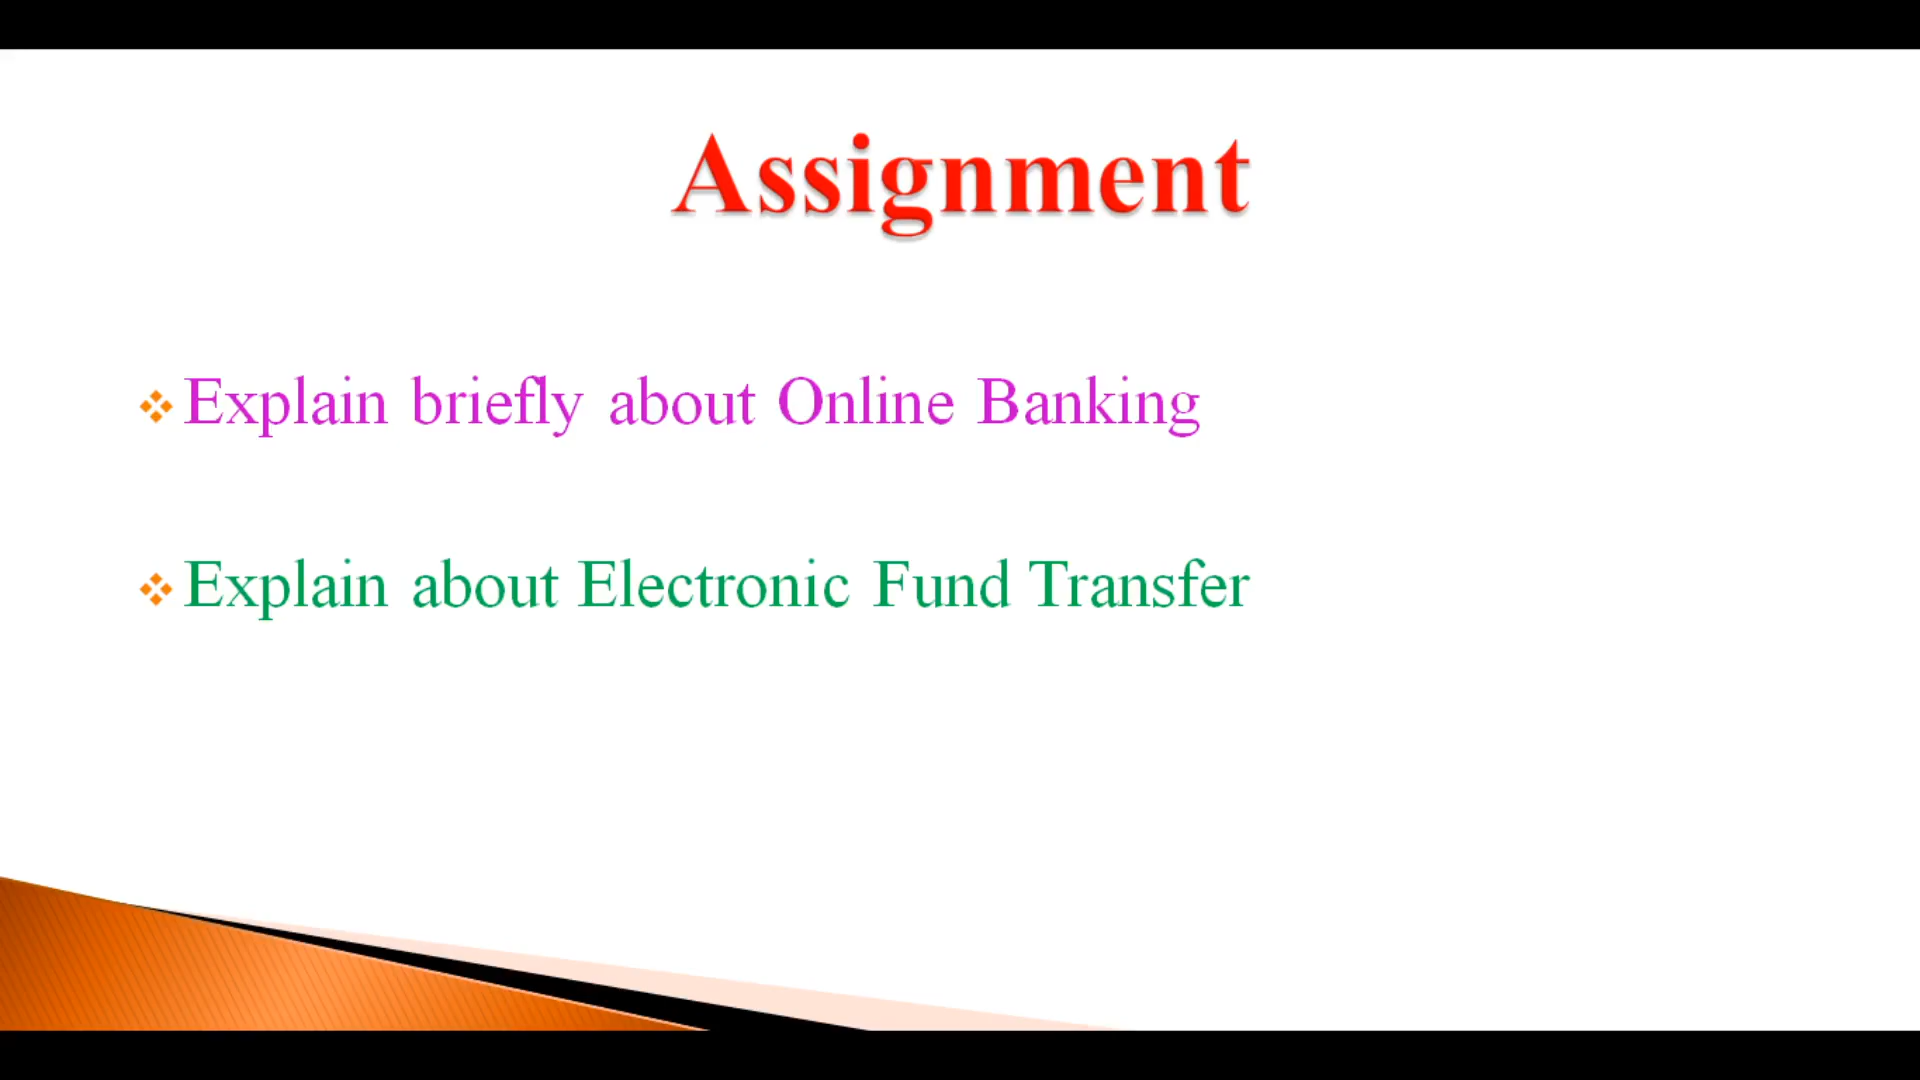 Assignment
Explain briefly about Online Banking
Explain about Electronic Fund Transfer